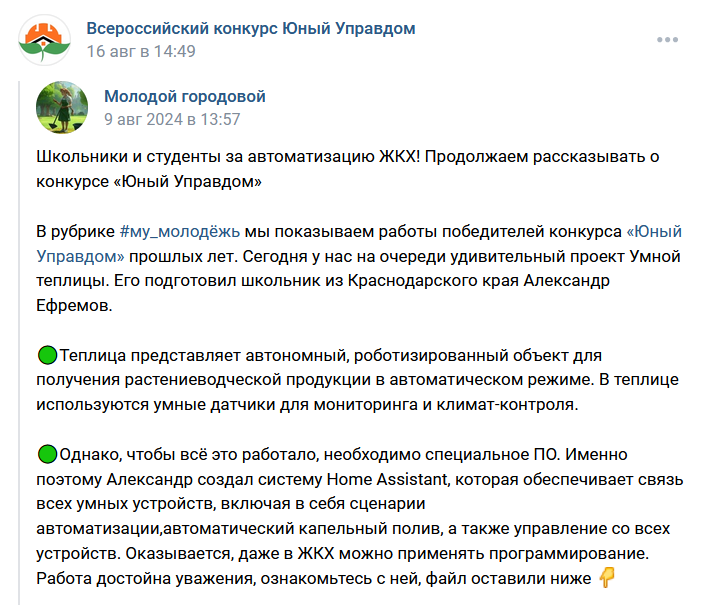 Всероссийский конкурс Юный Управдом
16 авг в 14:49
Молодой городовой
9 авг 2024 в 13:57
Школьники и студенты за автоматизацию ЖКХ! Продолжаем рассказывать о
конкурсе «Юный Управдом»
В рубрике #му_молодёжь мы показываем работы победителей конкурса «Юный
Управдом» прошлых лет. Сегодня у нас на очереди удивительный проект Умной
теплицы. Его подготовил школьник из Краснодарского края Александр
Ефремов.
Теплица представляет автономный, роботизированный объект для
получения растениеводческой продукции в автоматическом режиме. В теплице
используются умные датчики для мониторинга и климат-контроля.
Однако, чтобы всё это работало, необходимо специальное ПО. Именно
поэтому Александр создал систему Home Assistant, которая обеспечивает связь
всех умных устройств, включая в себя сценарии
автоматизации,автоматический капельный полив, а также управление со всех
устройств. Оказывается, даже в ЖКХ можно применять программирование.
Работа достойна уважения, ознакомьтесь с ней, файл оставили ниже 👇